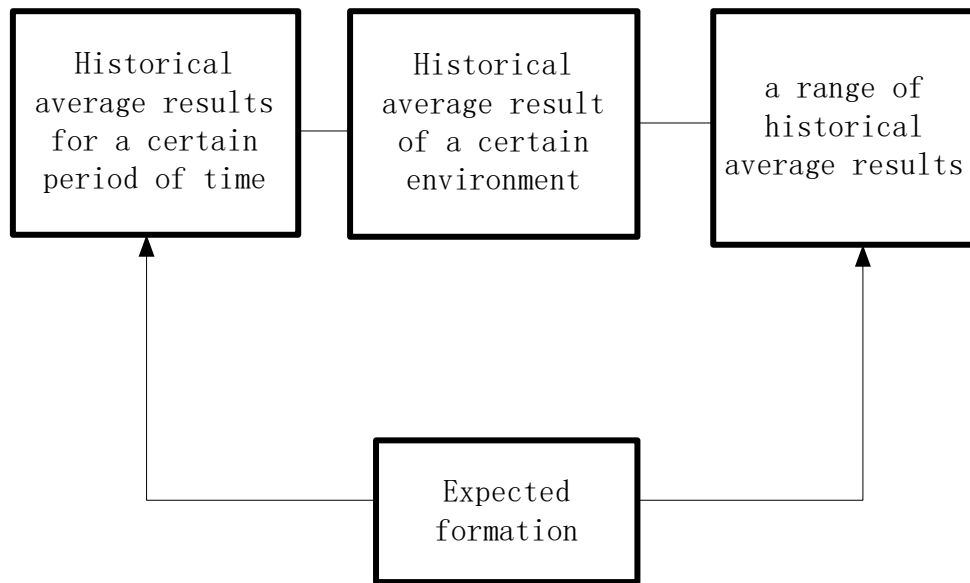 Historical
average results
for a certain
period of time
Historical
average result
of a certain
environment
a range of
historical
average results
Expected
formation